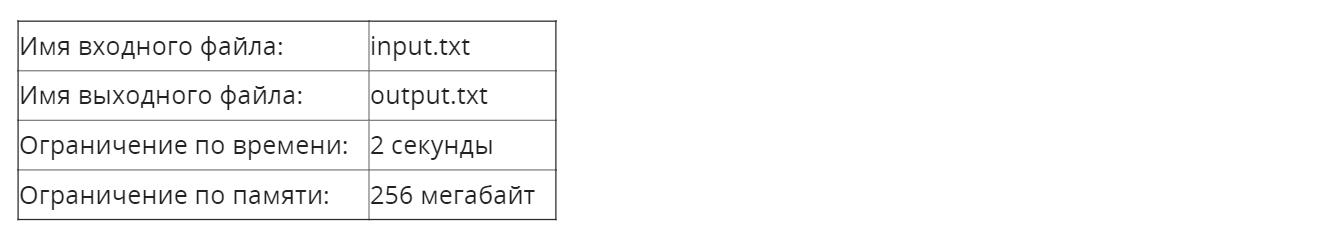 Имя входного файла: input.txt
Имя выходного файла: output.txt
Ограничение по времени: 2 секунды
Ограничение по памяти: 256 мегабайт